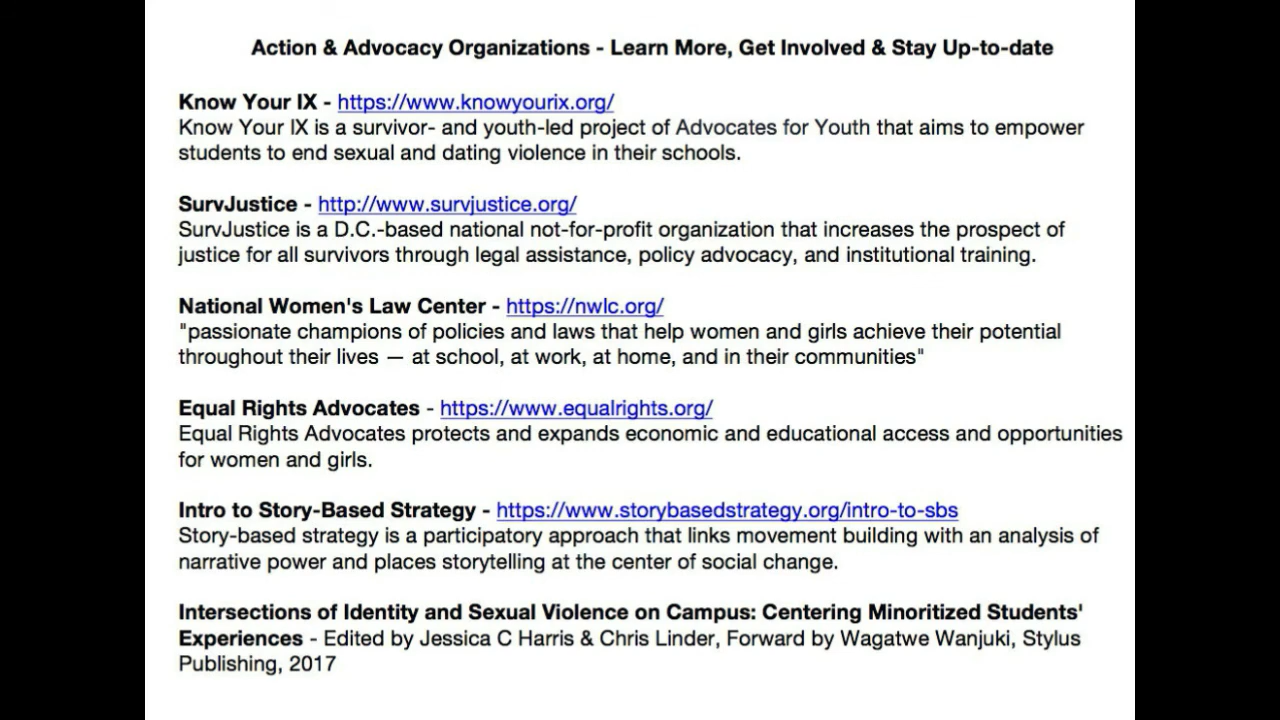 Action & Advocacy Organizations - Learn More, Get Involved & Stay Up-to-date
Know Your IX - https://www.knowyourix.org/
Know Your IX is a survivor- and youth-led project of Advocates for Youth that aims to empower
students to end sexual and dating violence in their schools.
SurvJustice - http://www.survjustice.org/
SurvJustice is a D.C.-based national not-for-profit organization that increases the prospect of
justice for all survivors through legal assistance, policy advocacy, and institutional training.
National Women's Law Center - https://nwlc.org/
"passionate champions of policies and laws that help women and girls achieve their potential
throughout their lives — at school, at work, at home, and in their communities"
Equal Rights Advocates - https://www.equalrights.org/
Equal Rights Advocates protects and expands economic and educational access and opportunities
for women and girls.
Intro to Story-Based Strategy - https://www.storybasedstrategy.org/intro-to-sbs
Story-based strategy is a participatory approach that links movement building with an analysis of
narrative power and places storytelling at the center of social change.
Intersections of Identity and Sexual Violence on Campus: Centering Minoritized Students'
Experiences - Edited by Jessica C Harris & Chris Linder, Forward by Wagatwe Wanjuki, Stylus
Publishing, 2017